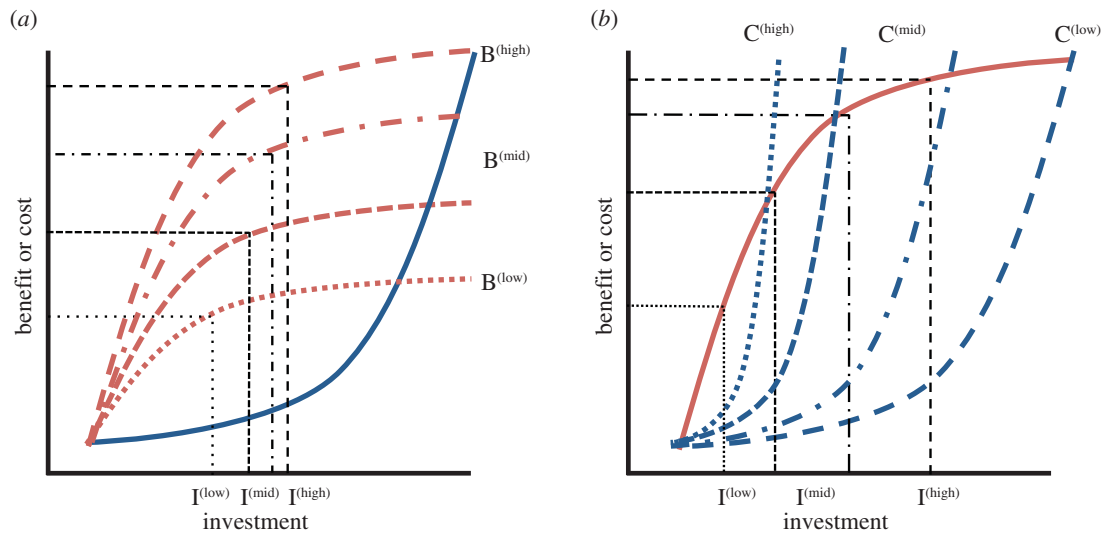 (a)
B(high)
B(mid)
B(low)
benefit or cost
I(low) I(mid) I(high)
investment
(b)
C(high) C(mid) C(low)
benefit or cost
I(low) I(mid) I(high)
investment